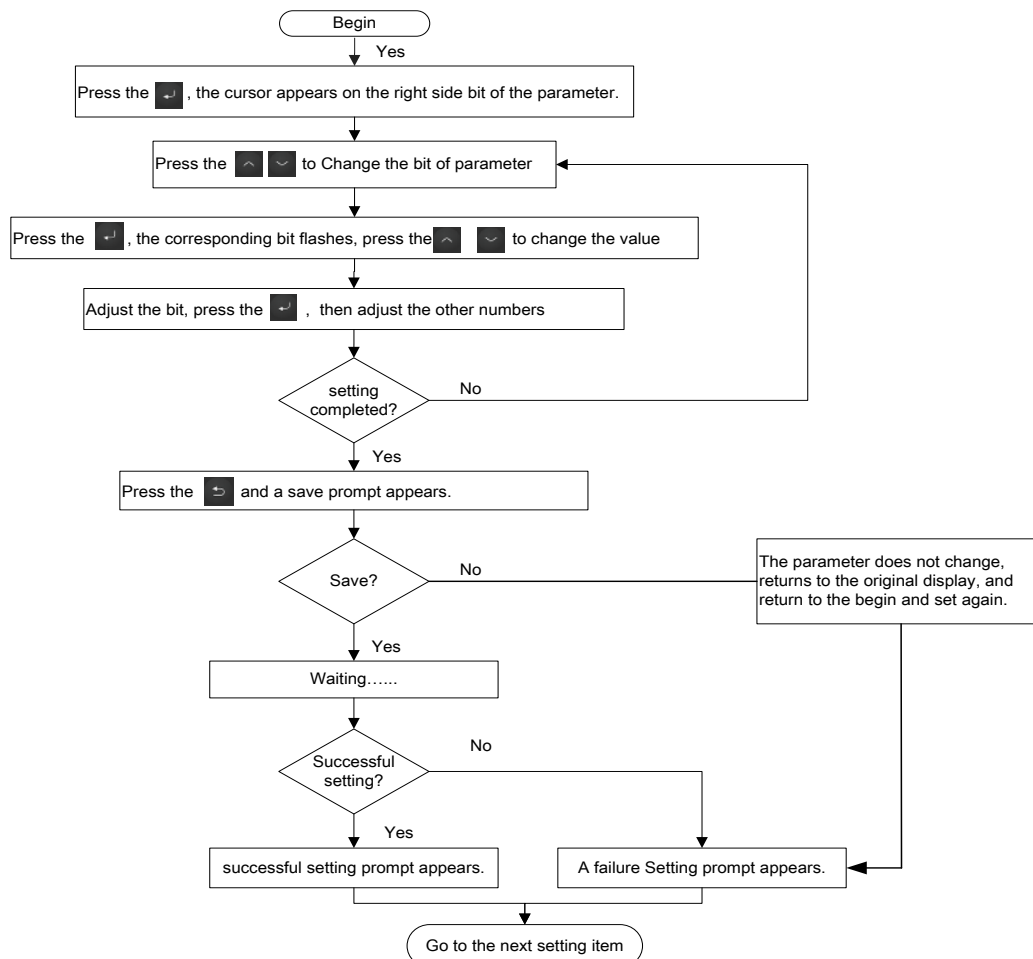 Begin
Yes
Press the , the cursor appears on the right side bit of the parameter.
Press the to Change the bit of parameter
Press the , the corresponding bit flashes, press the to change the value
Adjust the bit, press the , then adjust the other numbers
setting
completed?
No
Yes
Press the and a save prompt appears.
Save?
No
The parameter does not change,
returns to the original display, and
return to the begin and set again.
Yes
Waiting…...
Successful
setting?
No
Yes
successful setting prompt appears.
A failure Setting prompt appears.
Go to the next setting item